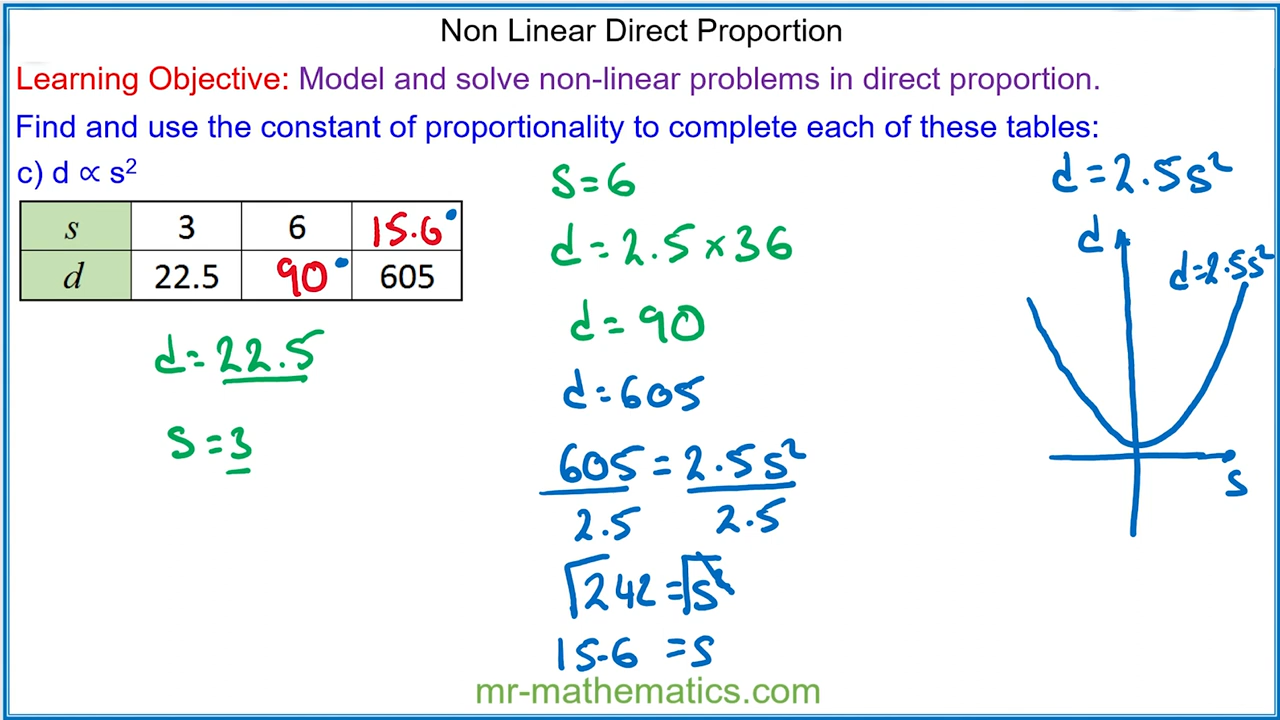 Non Linear Direct Proportion
Learning Objective: Model and solve non-linear problems in direct proportion.
Find and use the constant of proportionality to complete each of these tables:
c) d ∝ s²
s 3 6 15.6
d 22.5 90 605
d = 22.5
s = 3
s = 6
d = 2.5 × 36
d = 90
d = 605
605 = 2.5s²
2.5 2.5
√242 = √s²
15.6 = s
d = 2.5s²
d
d=2.5s²
s
mr-mathematics.com